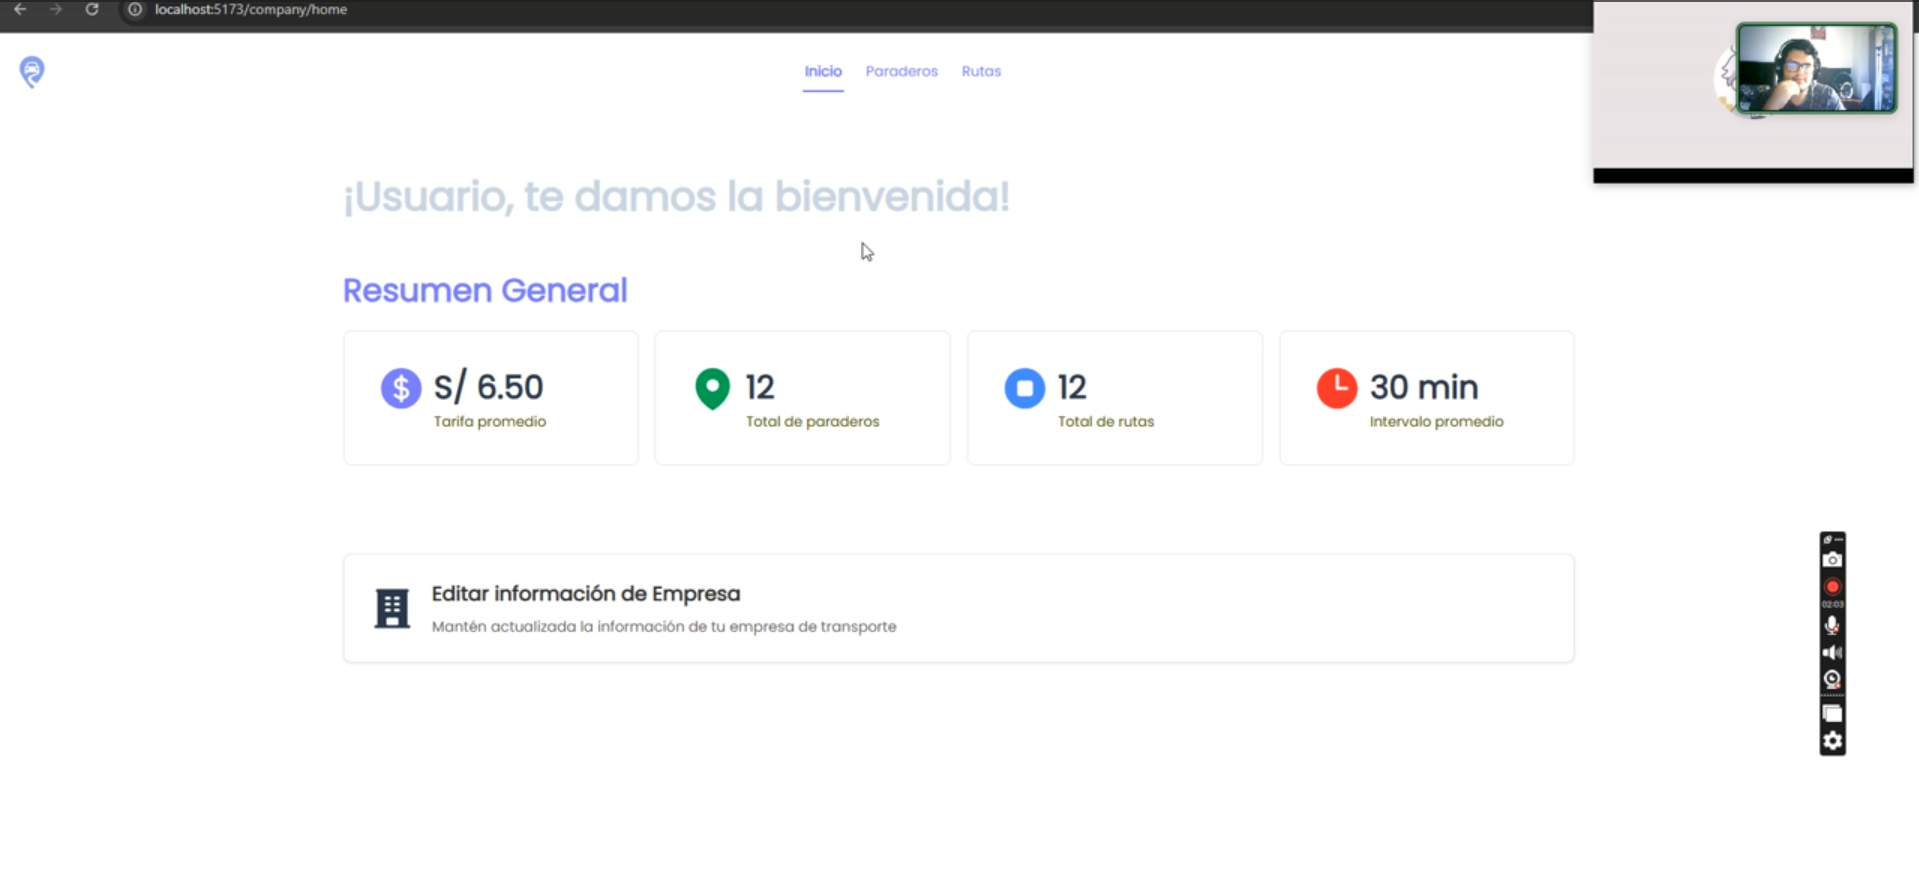 localhost:5173/company/home
Inicio Paraderos Rutas
¡Usuario, te damos la bienvenida!
Resumen General
$ S/ 6.50
Tarifa promedio
12
Total de paraderos
12
Total de rutas
30 min
Intervalo promedio
Editar información de Empresa
Mantén actualizada la información de tu empresa de transporte
02:03